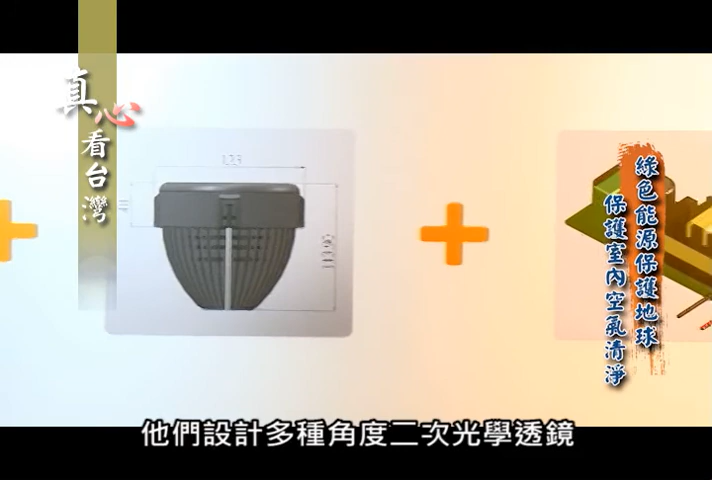 真心
看台灣
綠色能源保護地球
保護室內空氣清淨
他們設計多種角度二次光學透鏡